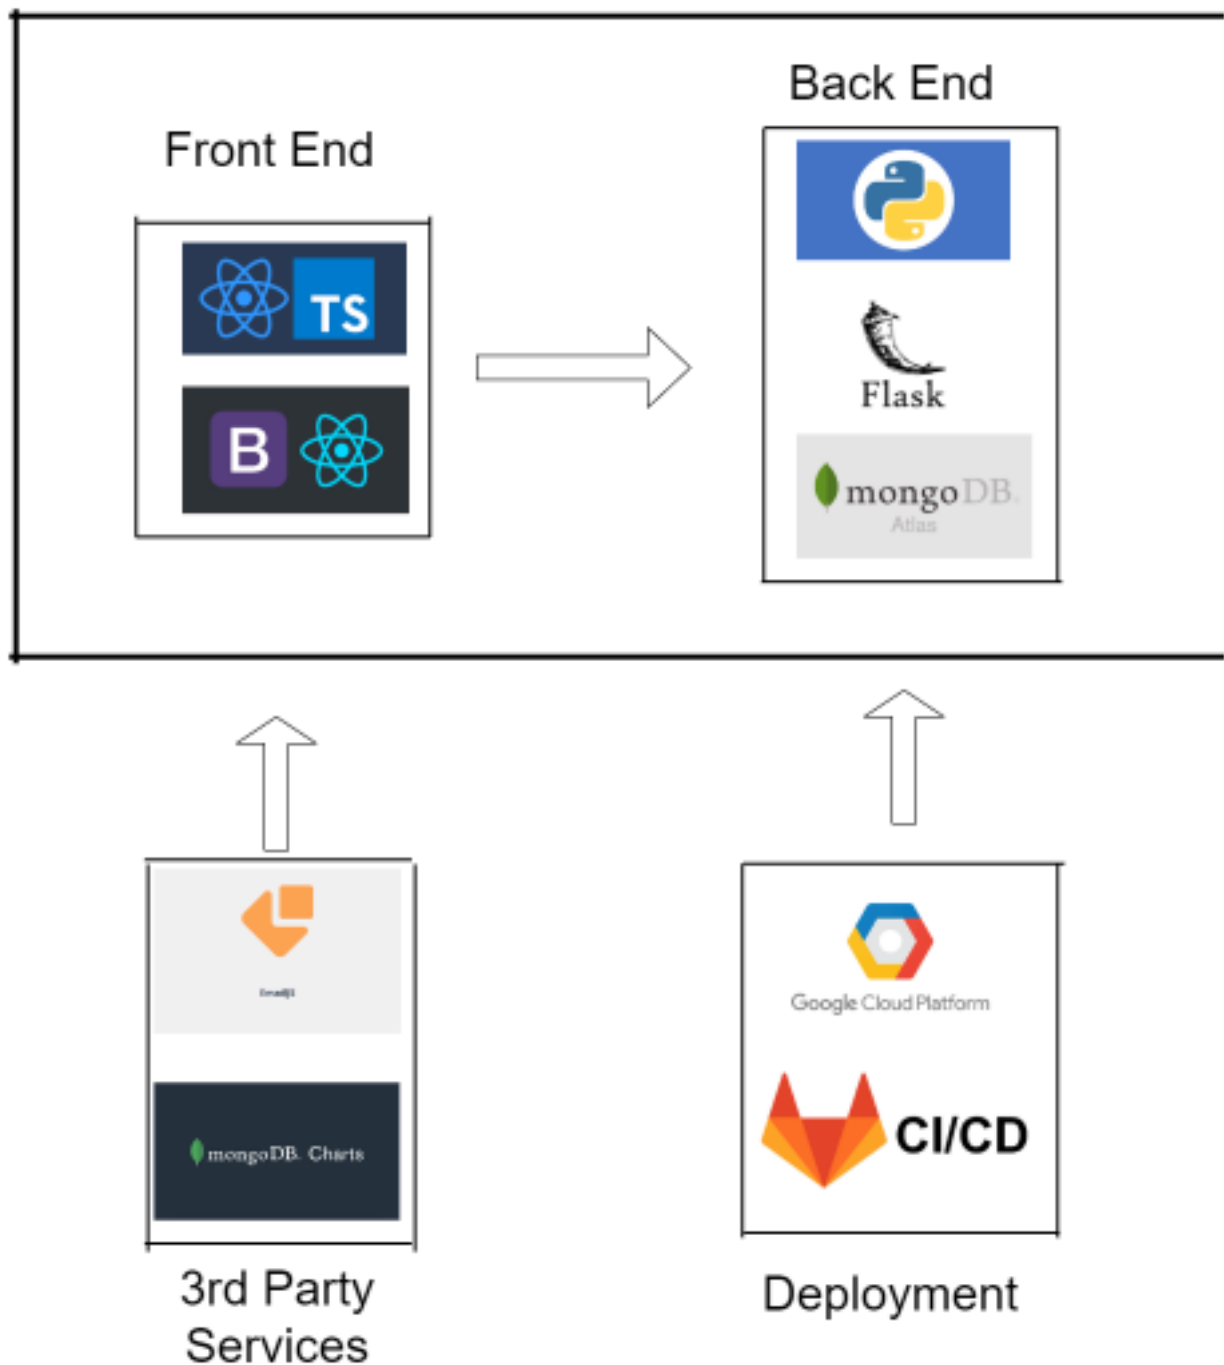 Back End
Front End
TS
B
Flask
mongoDB.
Atlas
EmailJS
mongoDB. Charts
Google Cloud Platform
CI/CD
3rd Party
Services
Deployment